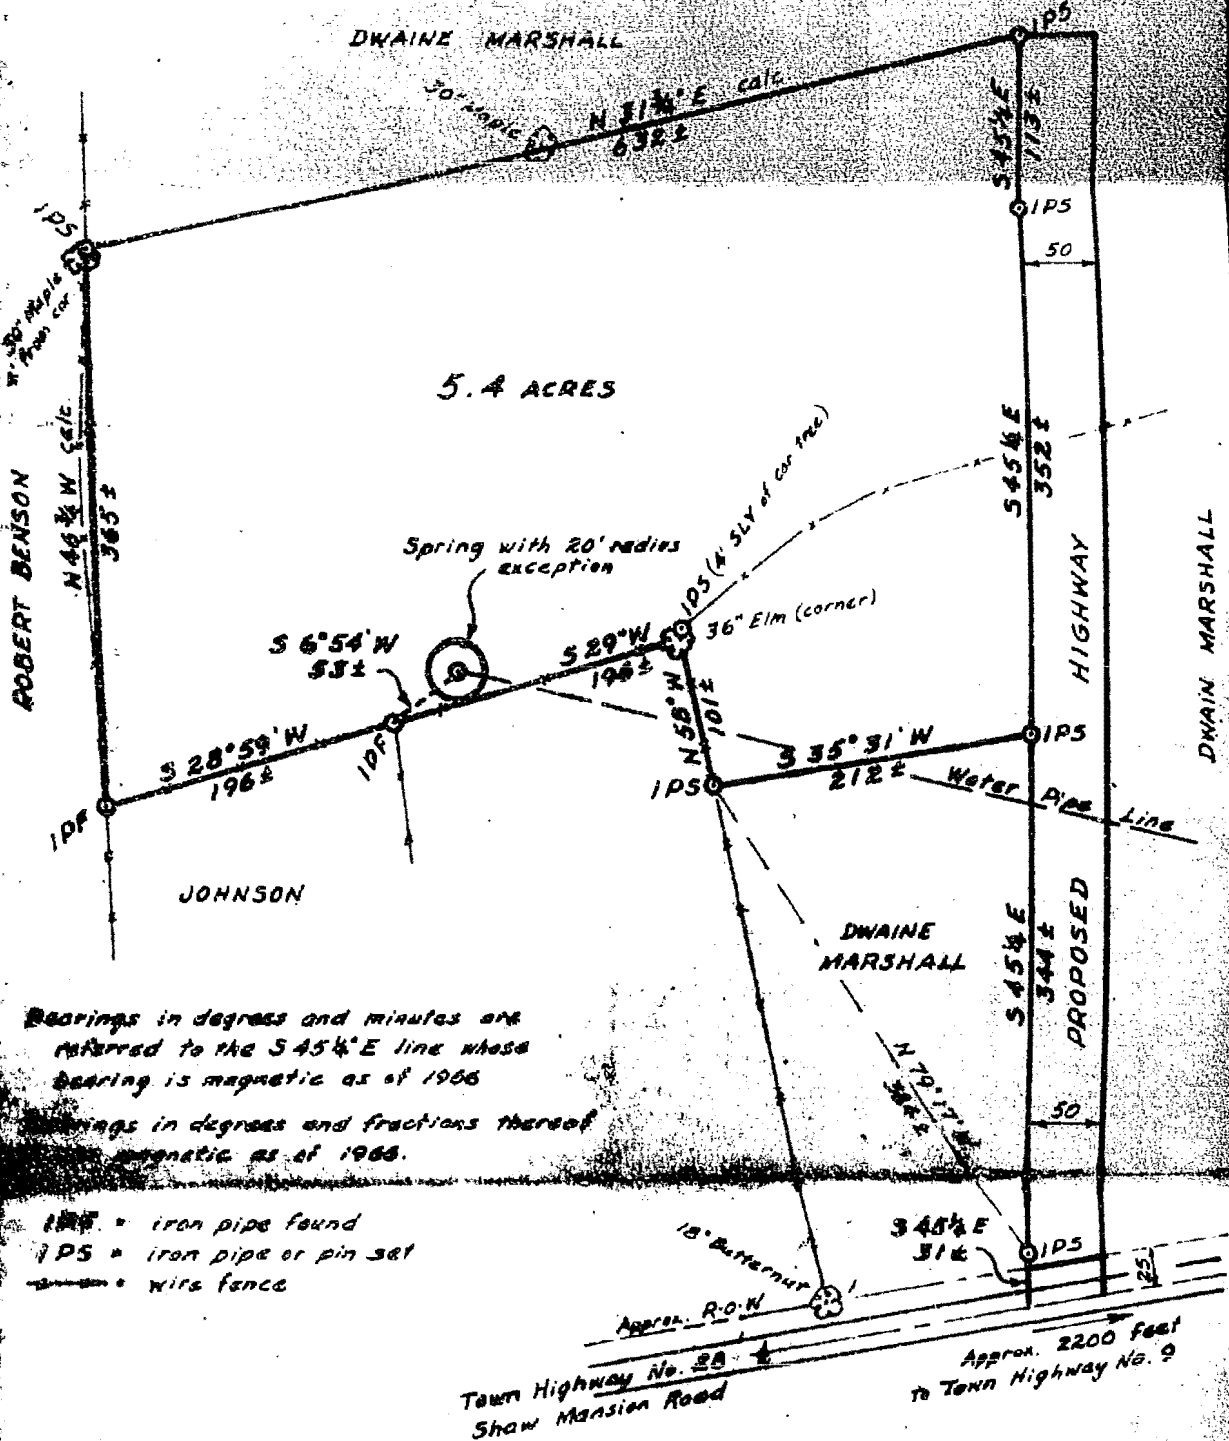 DWAINE MARSHALL
IPS
30" Maple
N 31¾° E calc
632 ±
S 45¼ E
113 ±
IPS
50
IPS
30" Maple
calc
N 46¾ W
365 ±
ROBERT BENSON
5.4 ACRES
S 45¼ E
352 ±
Spring with 20' radies
exception
IPS (4' SLY of cor tree)
36" Elm (corner)
S 6°54' W
53 ±
S 29° W
N 58° W
101 ±
S 28°59' W
196 ±
IPF
IPF
IPS
S 35°31' W
212 ±
IPS
Water Pipe Line
HIGHWAY
PROPOSED
DWAIN MARSHALL
JOHNSON
DWAINE
MARSHALL
S 45¼ E
344 ±
N 79°17'
50
Bearings in degrees and minutes are
referred to the S 45¼° E line whose
bearing is magnetic as of 1966
in degrees and fractions thereof
magnetic as of 1966.
IPF = iron pipe found
IPS = iron pipe or pin set
= wire fence
18" Butternut
S 45¼ E
31 ±
IPS
25
Approx. R.O.W
Town Highway No. 28
Shaw Mansion Road
Approx. 2200 feet
to Town Highway No. 9